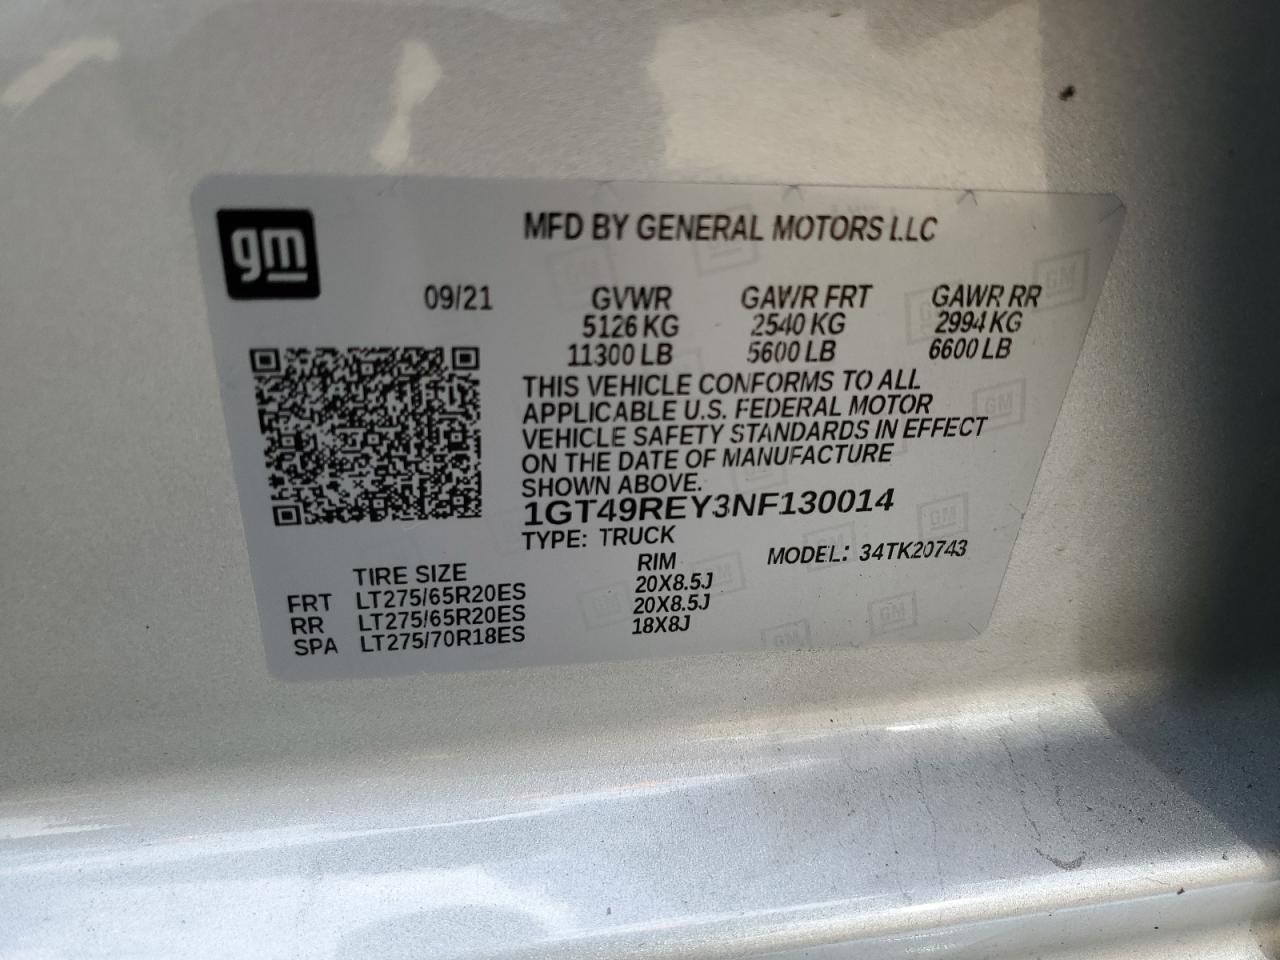 gm
MFD BY GENERAL MOTORS LLC
09/21 GVWR GAWR FRT GAWR RR
5126 KG 2540 KG 2994 KG
11300 LB 5600 LB 6600 LB
THIS VEHICLE CONFORMS TO ALL
APPLICABLE U.S. FEDERAL MOTOR
VEHICLE SAFETY STANDARDS IN EFFECT
ON THE DATE OF MANUFACTURE
SHOWN ABOVE.
1GT49REY3NF130014
TYPE: TRUCK
MODEL: 34TK20743
TIRE SIZE RIM
FRT LT275/65R20ES 20X8.5J
RR LT275/65R20ES 20X8.5J
SPA LT275/70R18ES 18X8J